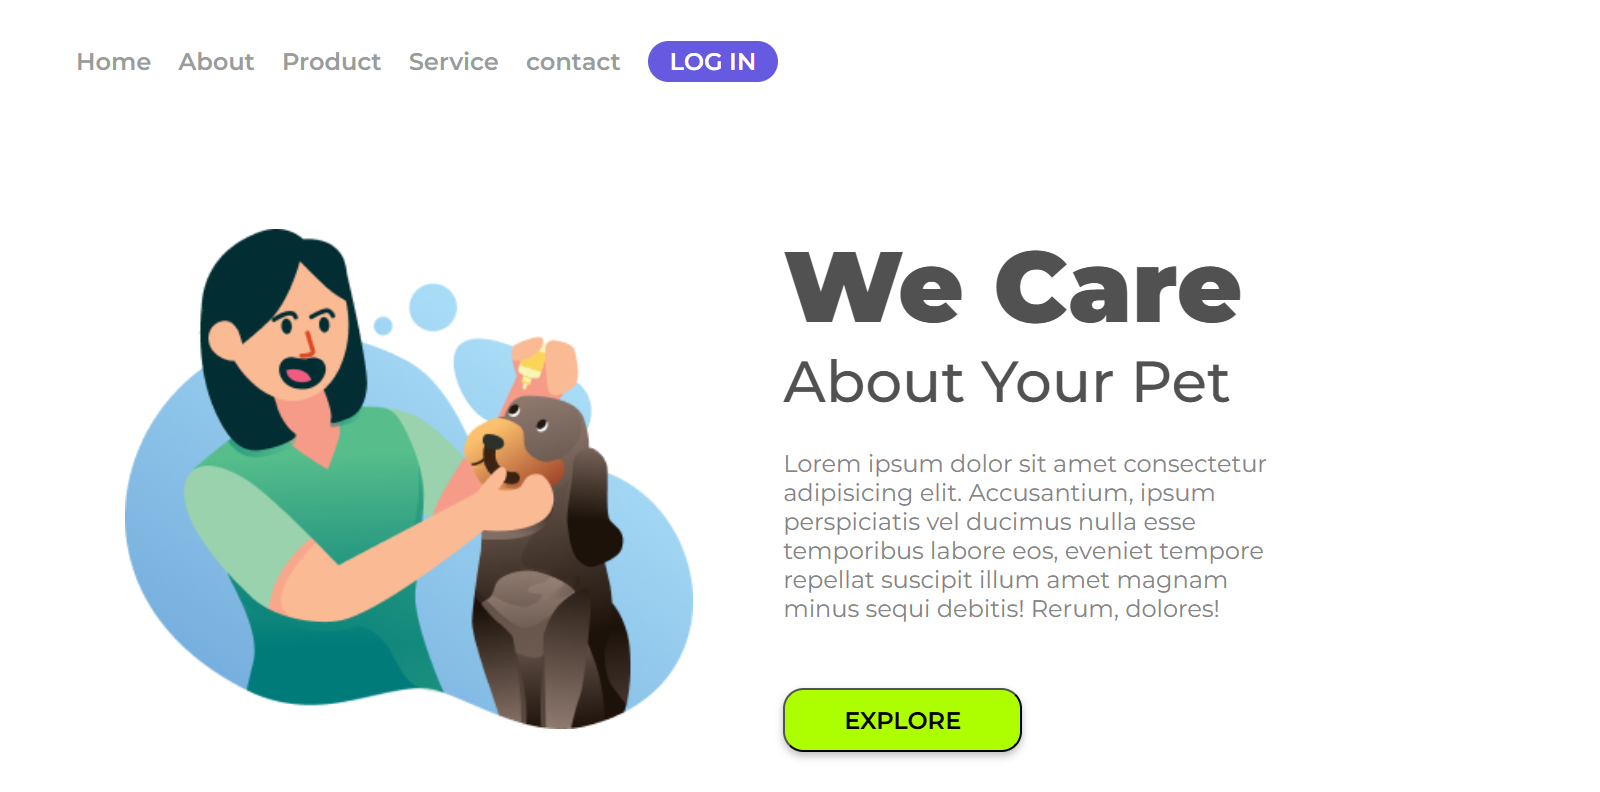 Home About Product Service contact LOG IN
We Care
About Your Pet
Lorem ipsum dolor sit amet consectetur
adipisicing elit. Accusantium, ipsum
perspiciatis vel ducimus nulla esse
temporibus labore eos, eveniet tempore
repellat suscipit illum amet magnam
minus sequi debitis! Rerum, dolores!
EXPLORE